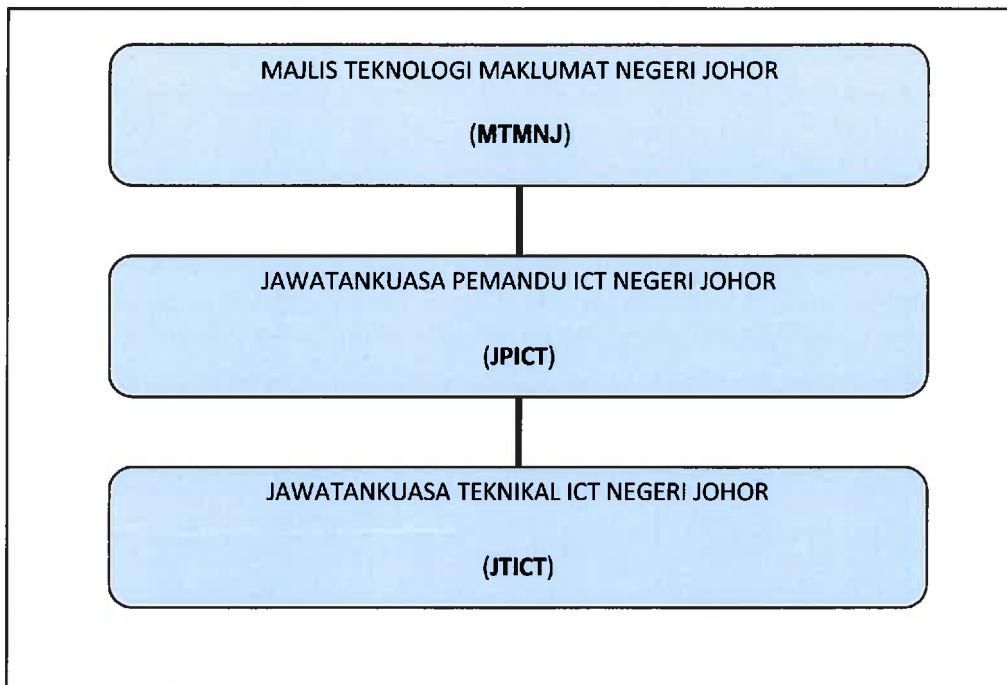 MAJLIS TEKNOLOGI MAKLUMAT NEGERI JOHOR
(MTMNJ)
JAWATANKUASA PEMANDU ICT NEGERI JOHOR
(JPICT)
JAWATANKUASA TEKNIKAL ICT NEGERI JOHOR
(JTICT)